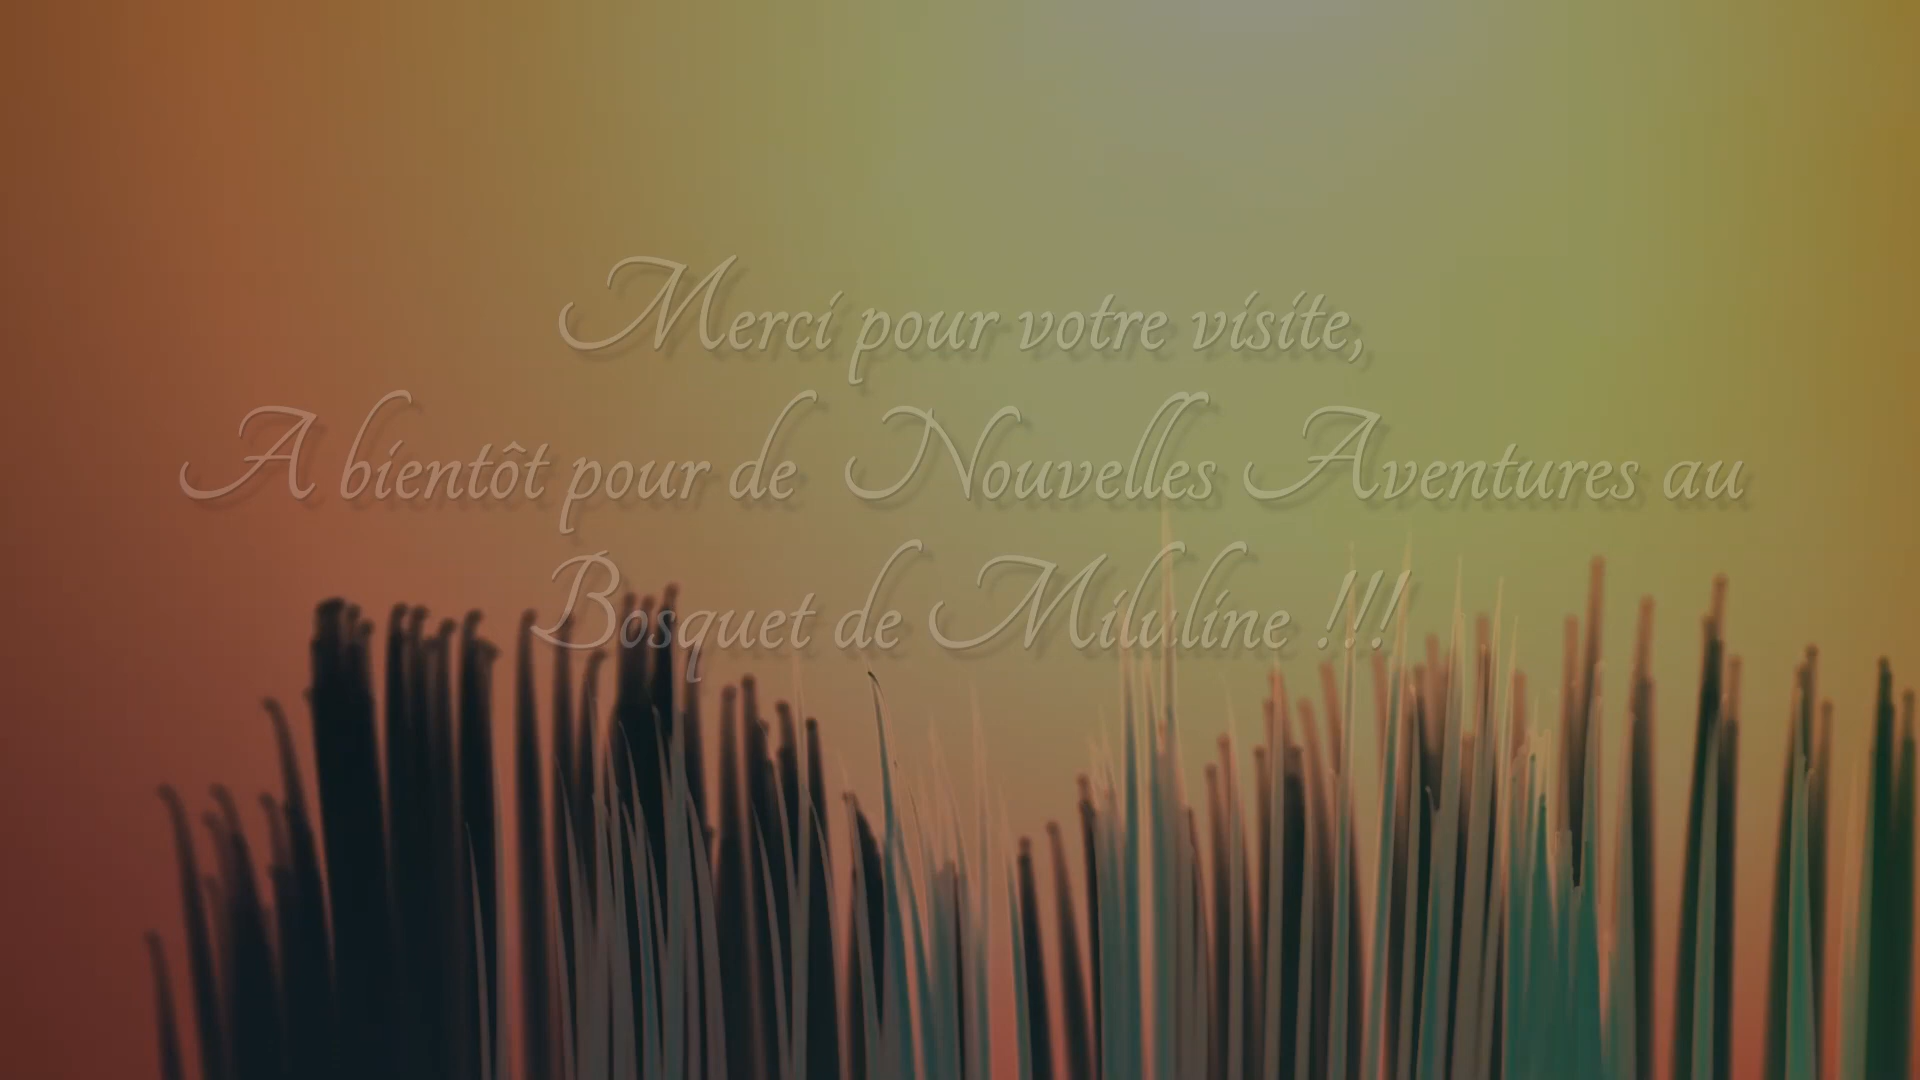 Merci pour votre visite,
A bientôt pour de Nouvelles Aventures au
Bosquet de Miluline !!!